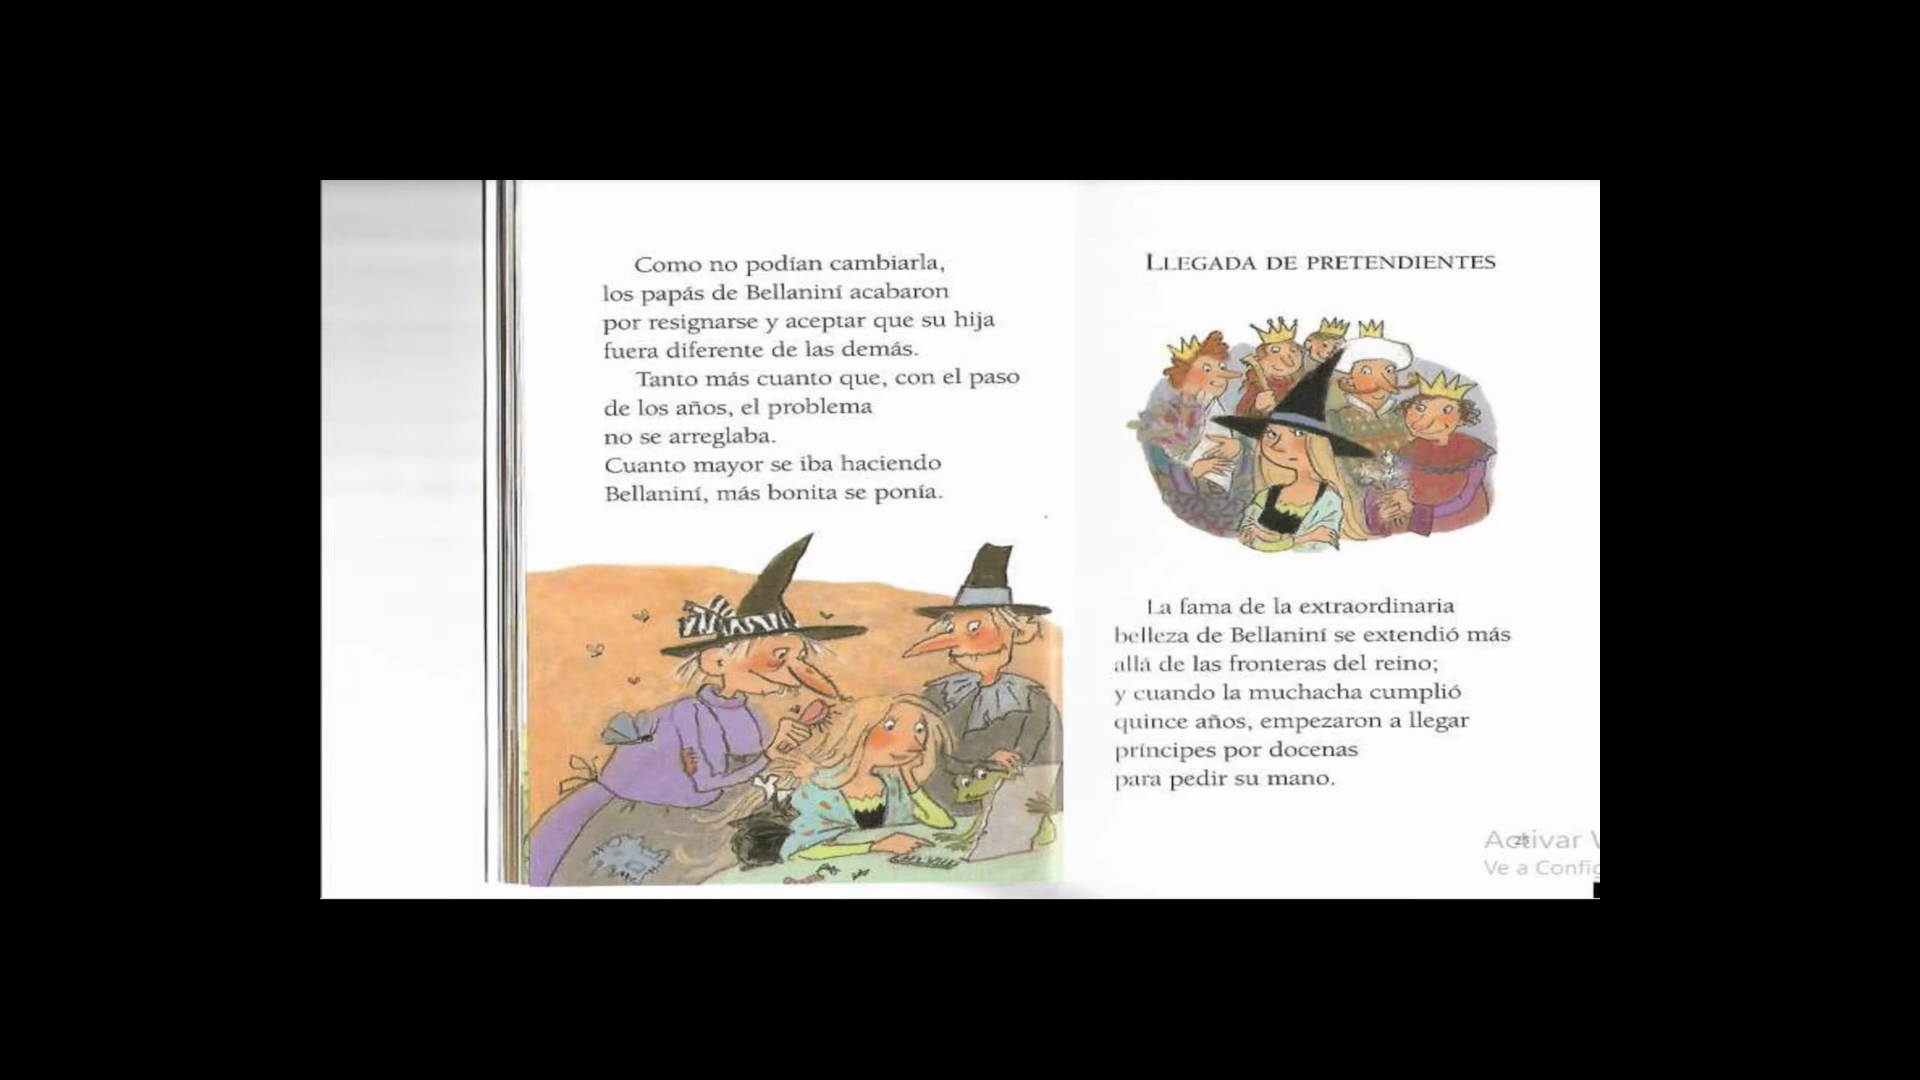 Como no podían cambiarla,
los papás de Bellaniní acabaron
por resignarse y aceptar que su hija
fuera diferente de las demás.
Tanto más cuanto que, con el paso
de los años, el problema
no se arreglaba.
Cuanto mayor se iba haciendo
Bellaniní, más bonita se ponía.
LLEGADA DE PRETENDIENTES
La fama de la extraordinaria
belleza de Bellaniní se extendió más
allá de las fronteras del reino;
y cuando la muchacha cumplió
quince años, empezaron a llegar
príncipes por docenas
para pedir su mano.
Activar
Ve a Config